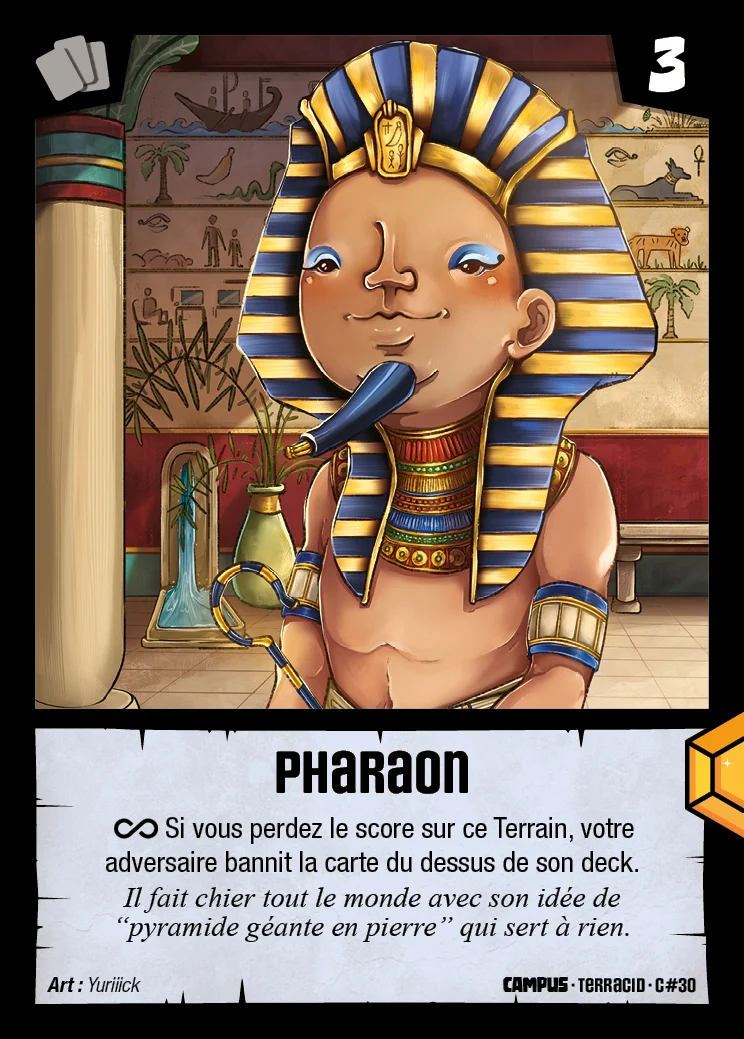 3
PHARAON
∞ Si vous perdez le score sur ce Terrain, votre
adversaire bannit la carte du dessus de son deck.
Il fait chier tout le monde avec son idée de
“pyramide géante en pierre” qui sert à rien.
Art : Yuriiick
CAMPUS · TERRACID · C#30